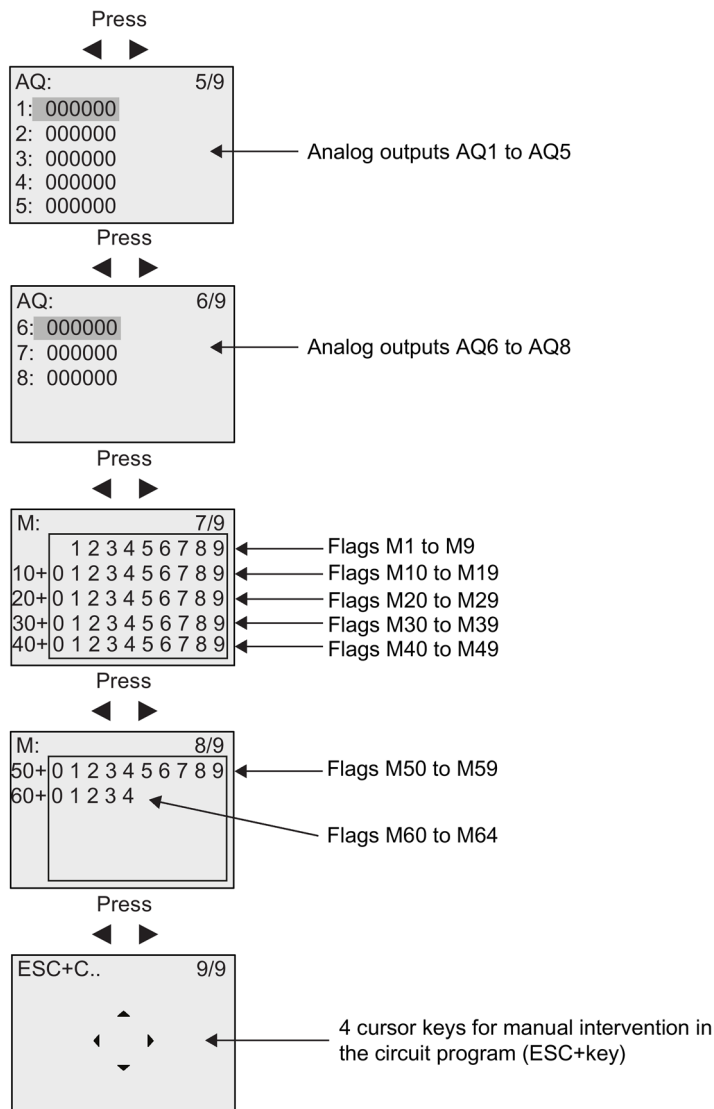 Press
◀ ▶
AQ: 5/9
1: 000000
2: 000000
3: 000000
4: 000000
5: 000000
Analog outputs AQ1 to AQ5
Press
◀ ▶
AQ: 6/9
6: 000000
7: 000000
8: 000000
Analog outputs AQ6 to AQ8
Press
◀ ▶
M: 7/9
1 2 3 4 5 6 7 8 9 Flags M1 to M9
10+0 1 2 3 4 5 6 7 8 9 Flags M10 to M19
20+0 1 2 3 4 5 6 7 8 9 Flags M20 to M29
30+0 1 2 3 4 5 6 7 8 9 Flags M30 to M39
40+0 1 2 3 4 5 6 7 8 9 Flags M40 to M49
Press
◀ ▶
M: 8/9
50+0 1 2 3 4 5 6 7 8 9 Flags M50 to M59
60+0 1 2 3 4
Flags M60 to M64
Press
◀ ▶
ESC+C.. 9/9
4 cursor keys for manual intervention in
the circuit program (ESC+key)